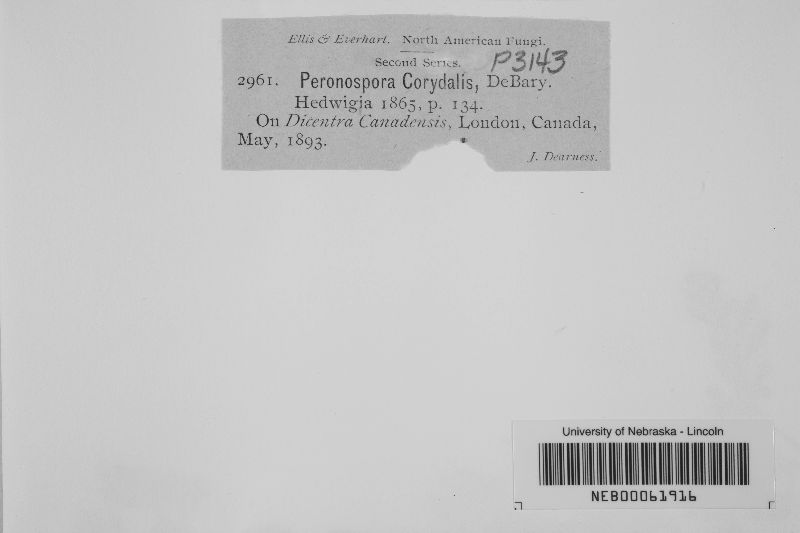 Ellis & Everhart. North American Fungi.
Second Series. P3143
2961. Peronospora Corydalis, DeBary.
Hedwigia 1865, p. 134.
On Dicentra Canadensis, London, Canada,
May, 1893.
J. Dearness.
University of Nebraska - Lincoln
NEB00061916